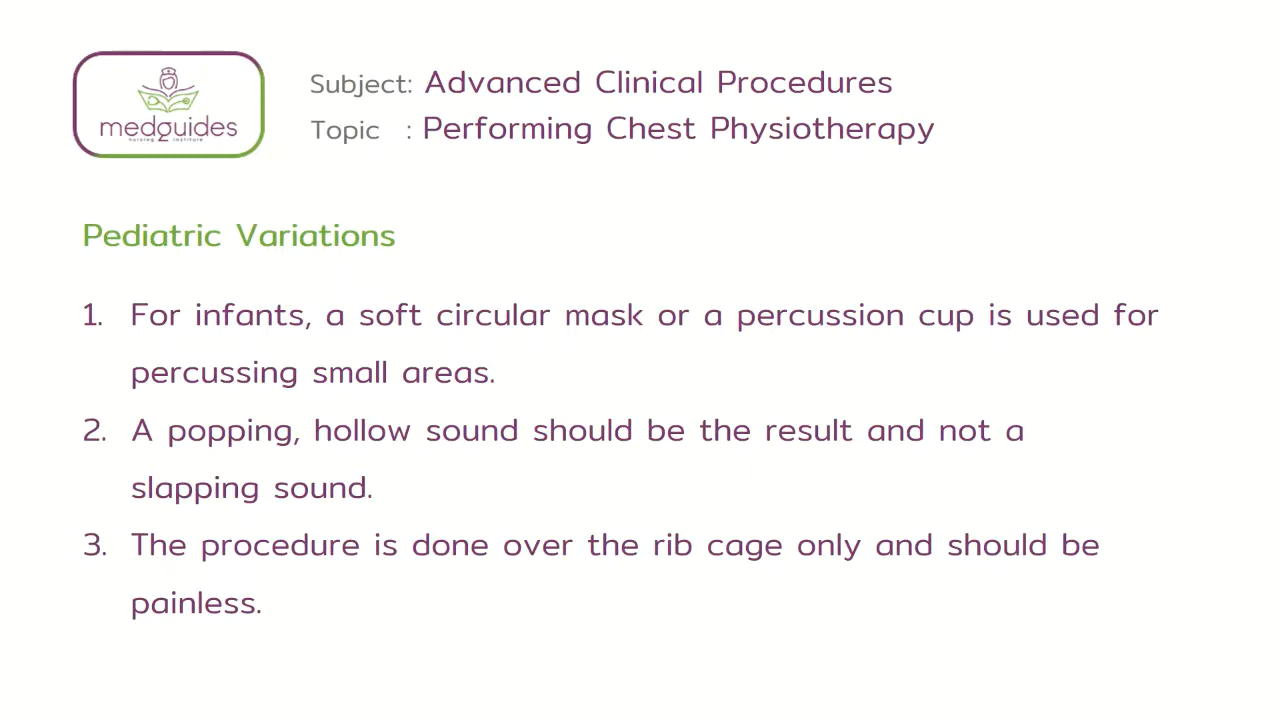 medguides
nursing institute
Subject: Advanced Clinical Procedures
Topic : Performing Chest Physiotherapy
Pediatric Variations
1. For infants, a soft circular mask or a percussion cup is used for
percussing small areas.
2. A popping, hollow sound should be the result and not a
slapping sound.
3. The procedure is done over the rib cage only and should be
painless.